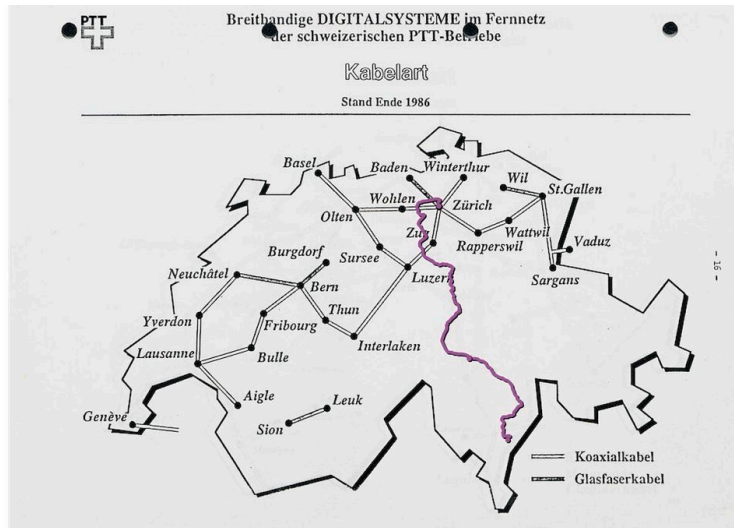 PTT
Breitbandige DIGITALSYSTEME im Fernnetz
der schweizerischen PTT-Betriebe
Kabelart
Stand Ende 1986
Basel
Baden
Winterthur
Wil
St.Gallen
Wohlen
Zürich
Olten
Wattwil
Rapperswil
Vaduz
Sursee
Burgdorf
Luzern
Sargans
Neuchâtel
Bern
Thun
Yverdon
Fribourg
Interlaken
Lausanne
Bulle
Aigle
Leuk
Genève
Sion
Koaxialkabel
Glasfaserkabel
- 16 -